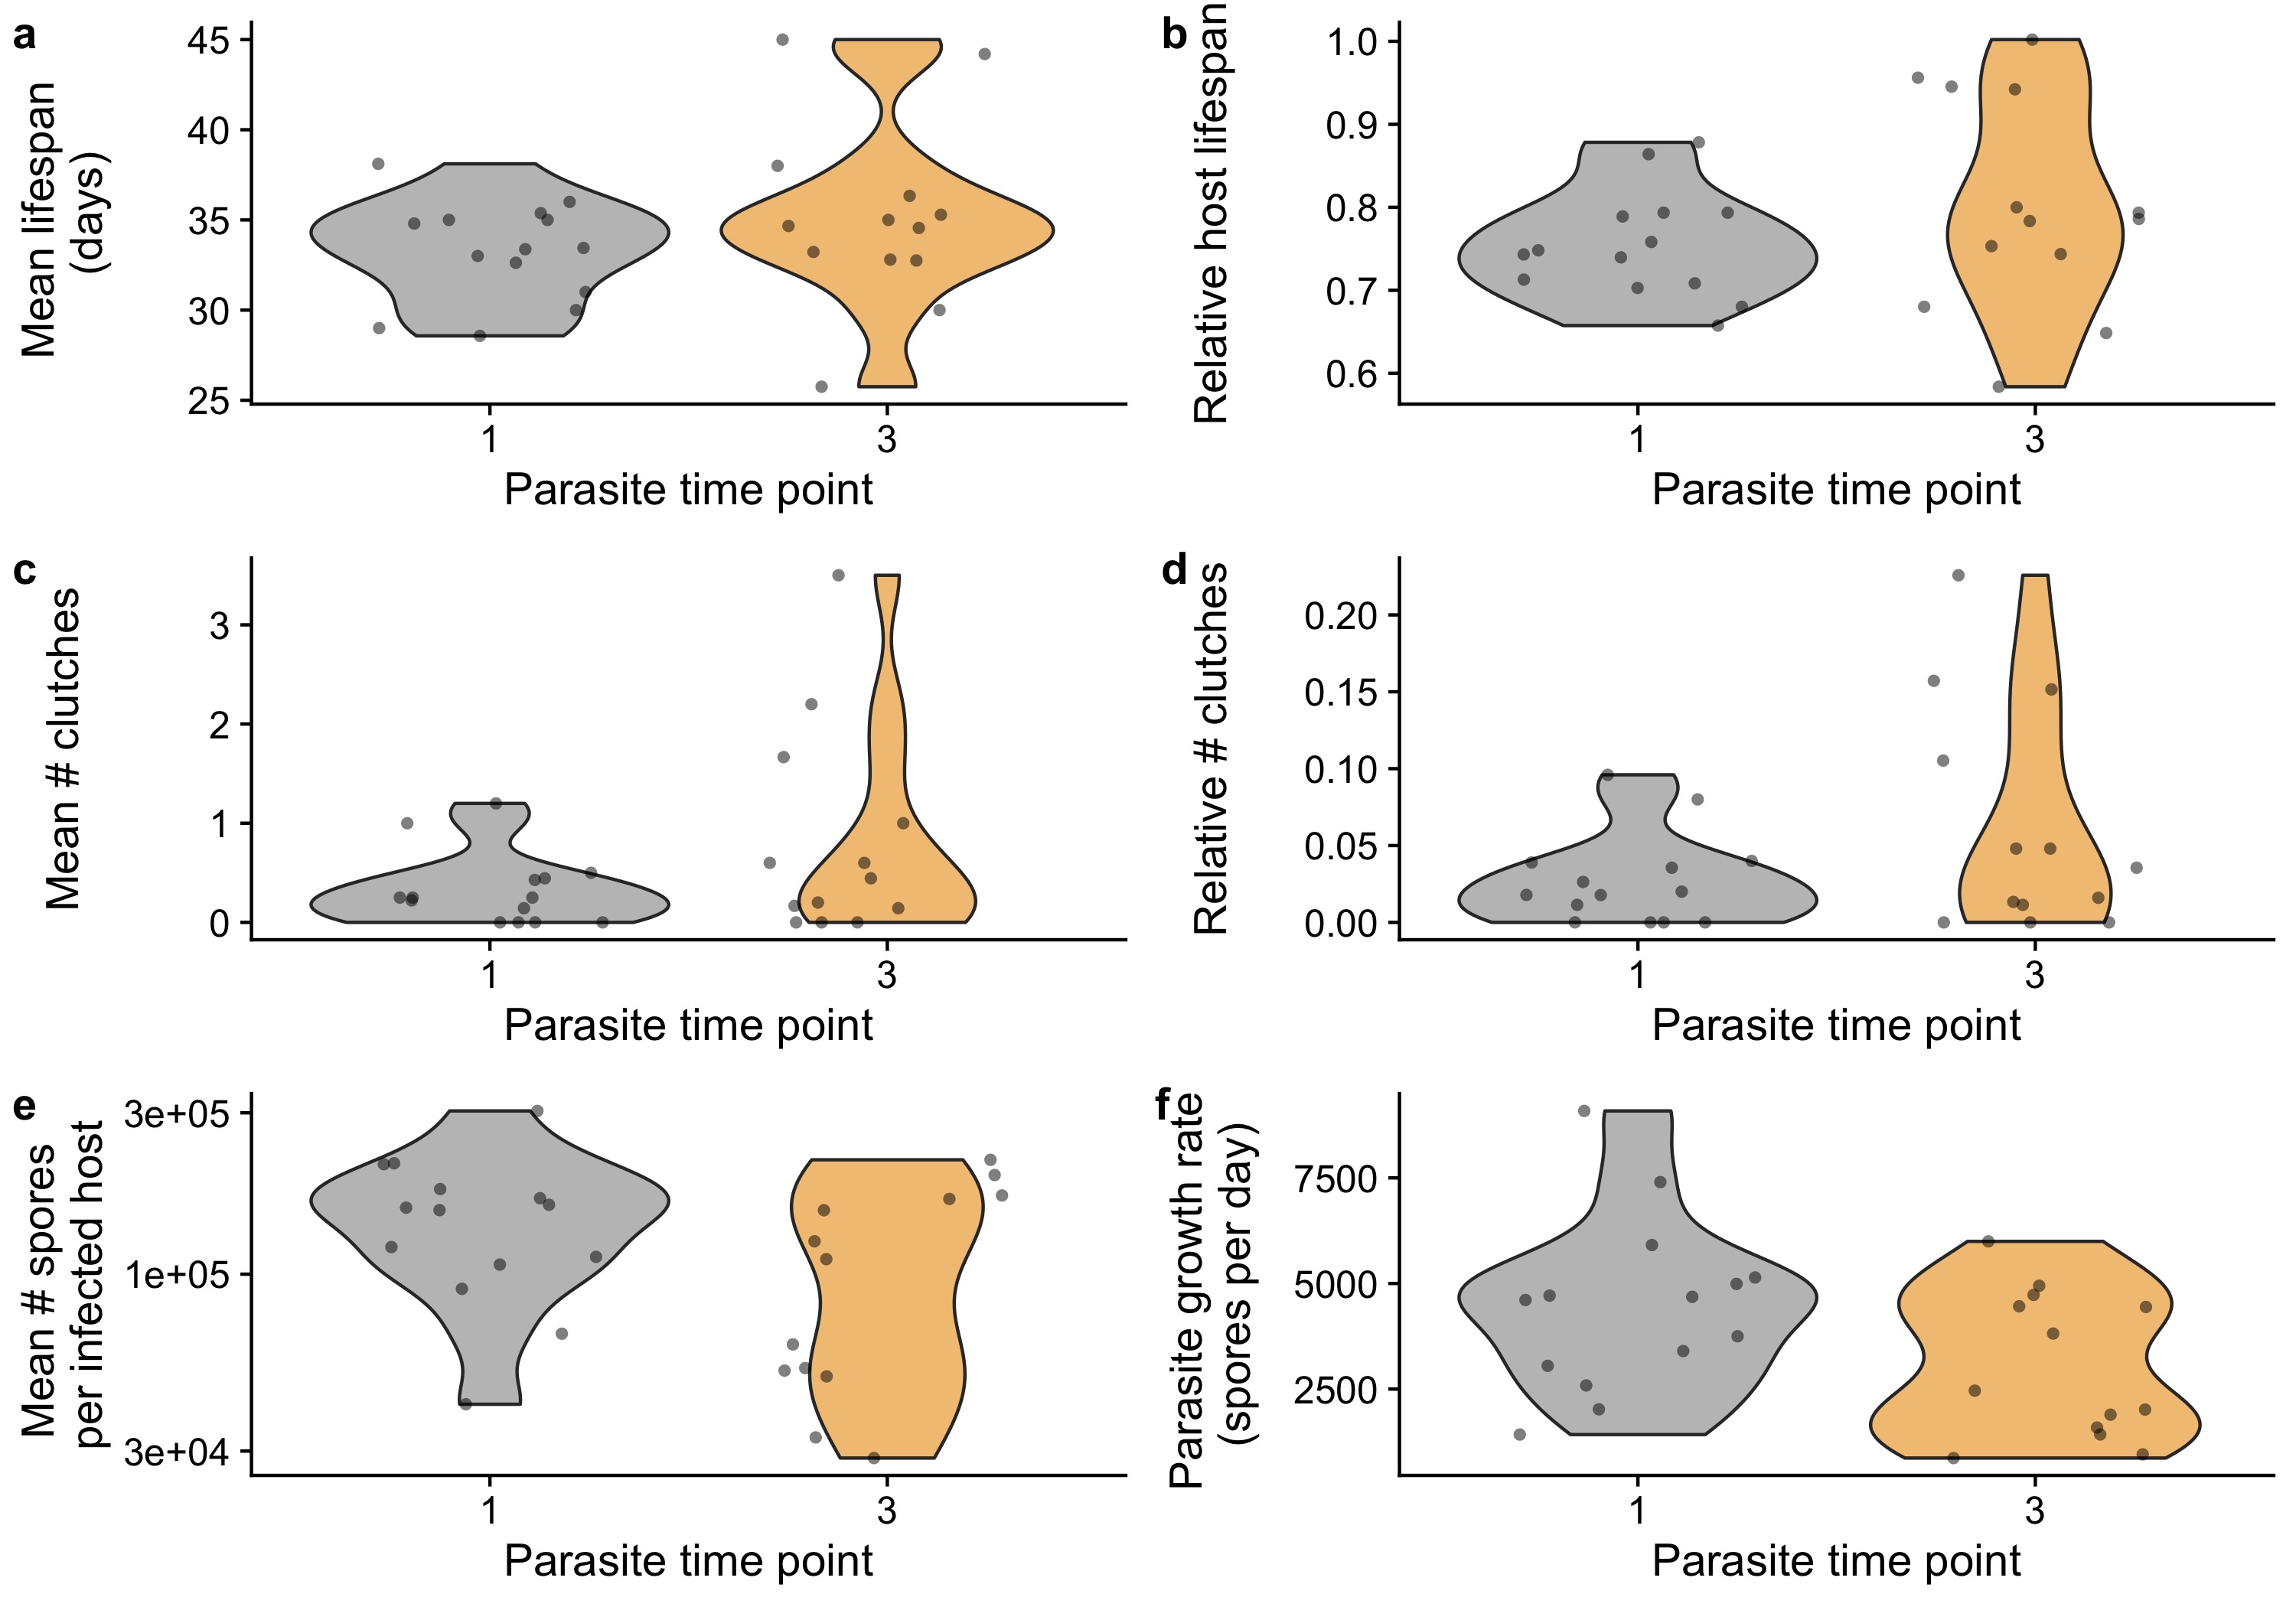 a
Mean lifespan
(days)
45
40
35
30
25
1
3
Parasite time point
b
Relative host lifespan
1.0
0.9
0.8
0.7
0.6
1
3
Parasite time point
c
Mean # clutches
3
2
1
0
1
3
Parasite time point
d
Relative # clutches
0.20
0.15
0.10
0.05
0.00
1
3
Parasite time point
e
Mean # spores
per infected host
3e+05
1e+05
3e+04
1
3
Parasite time point
f
Parasite growth rate
(spores per day)
7500
5000
2500
1
3
Parasite time point